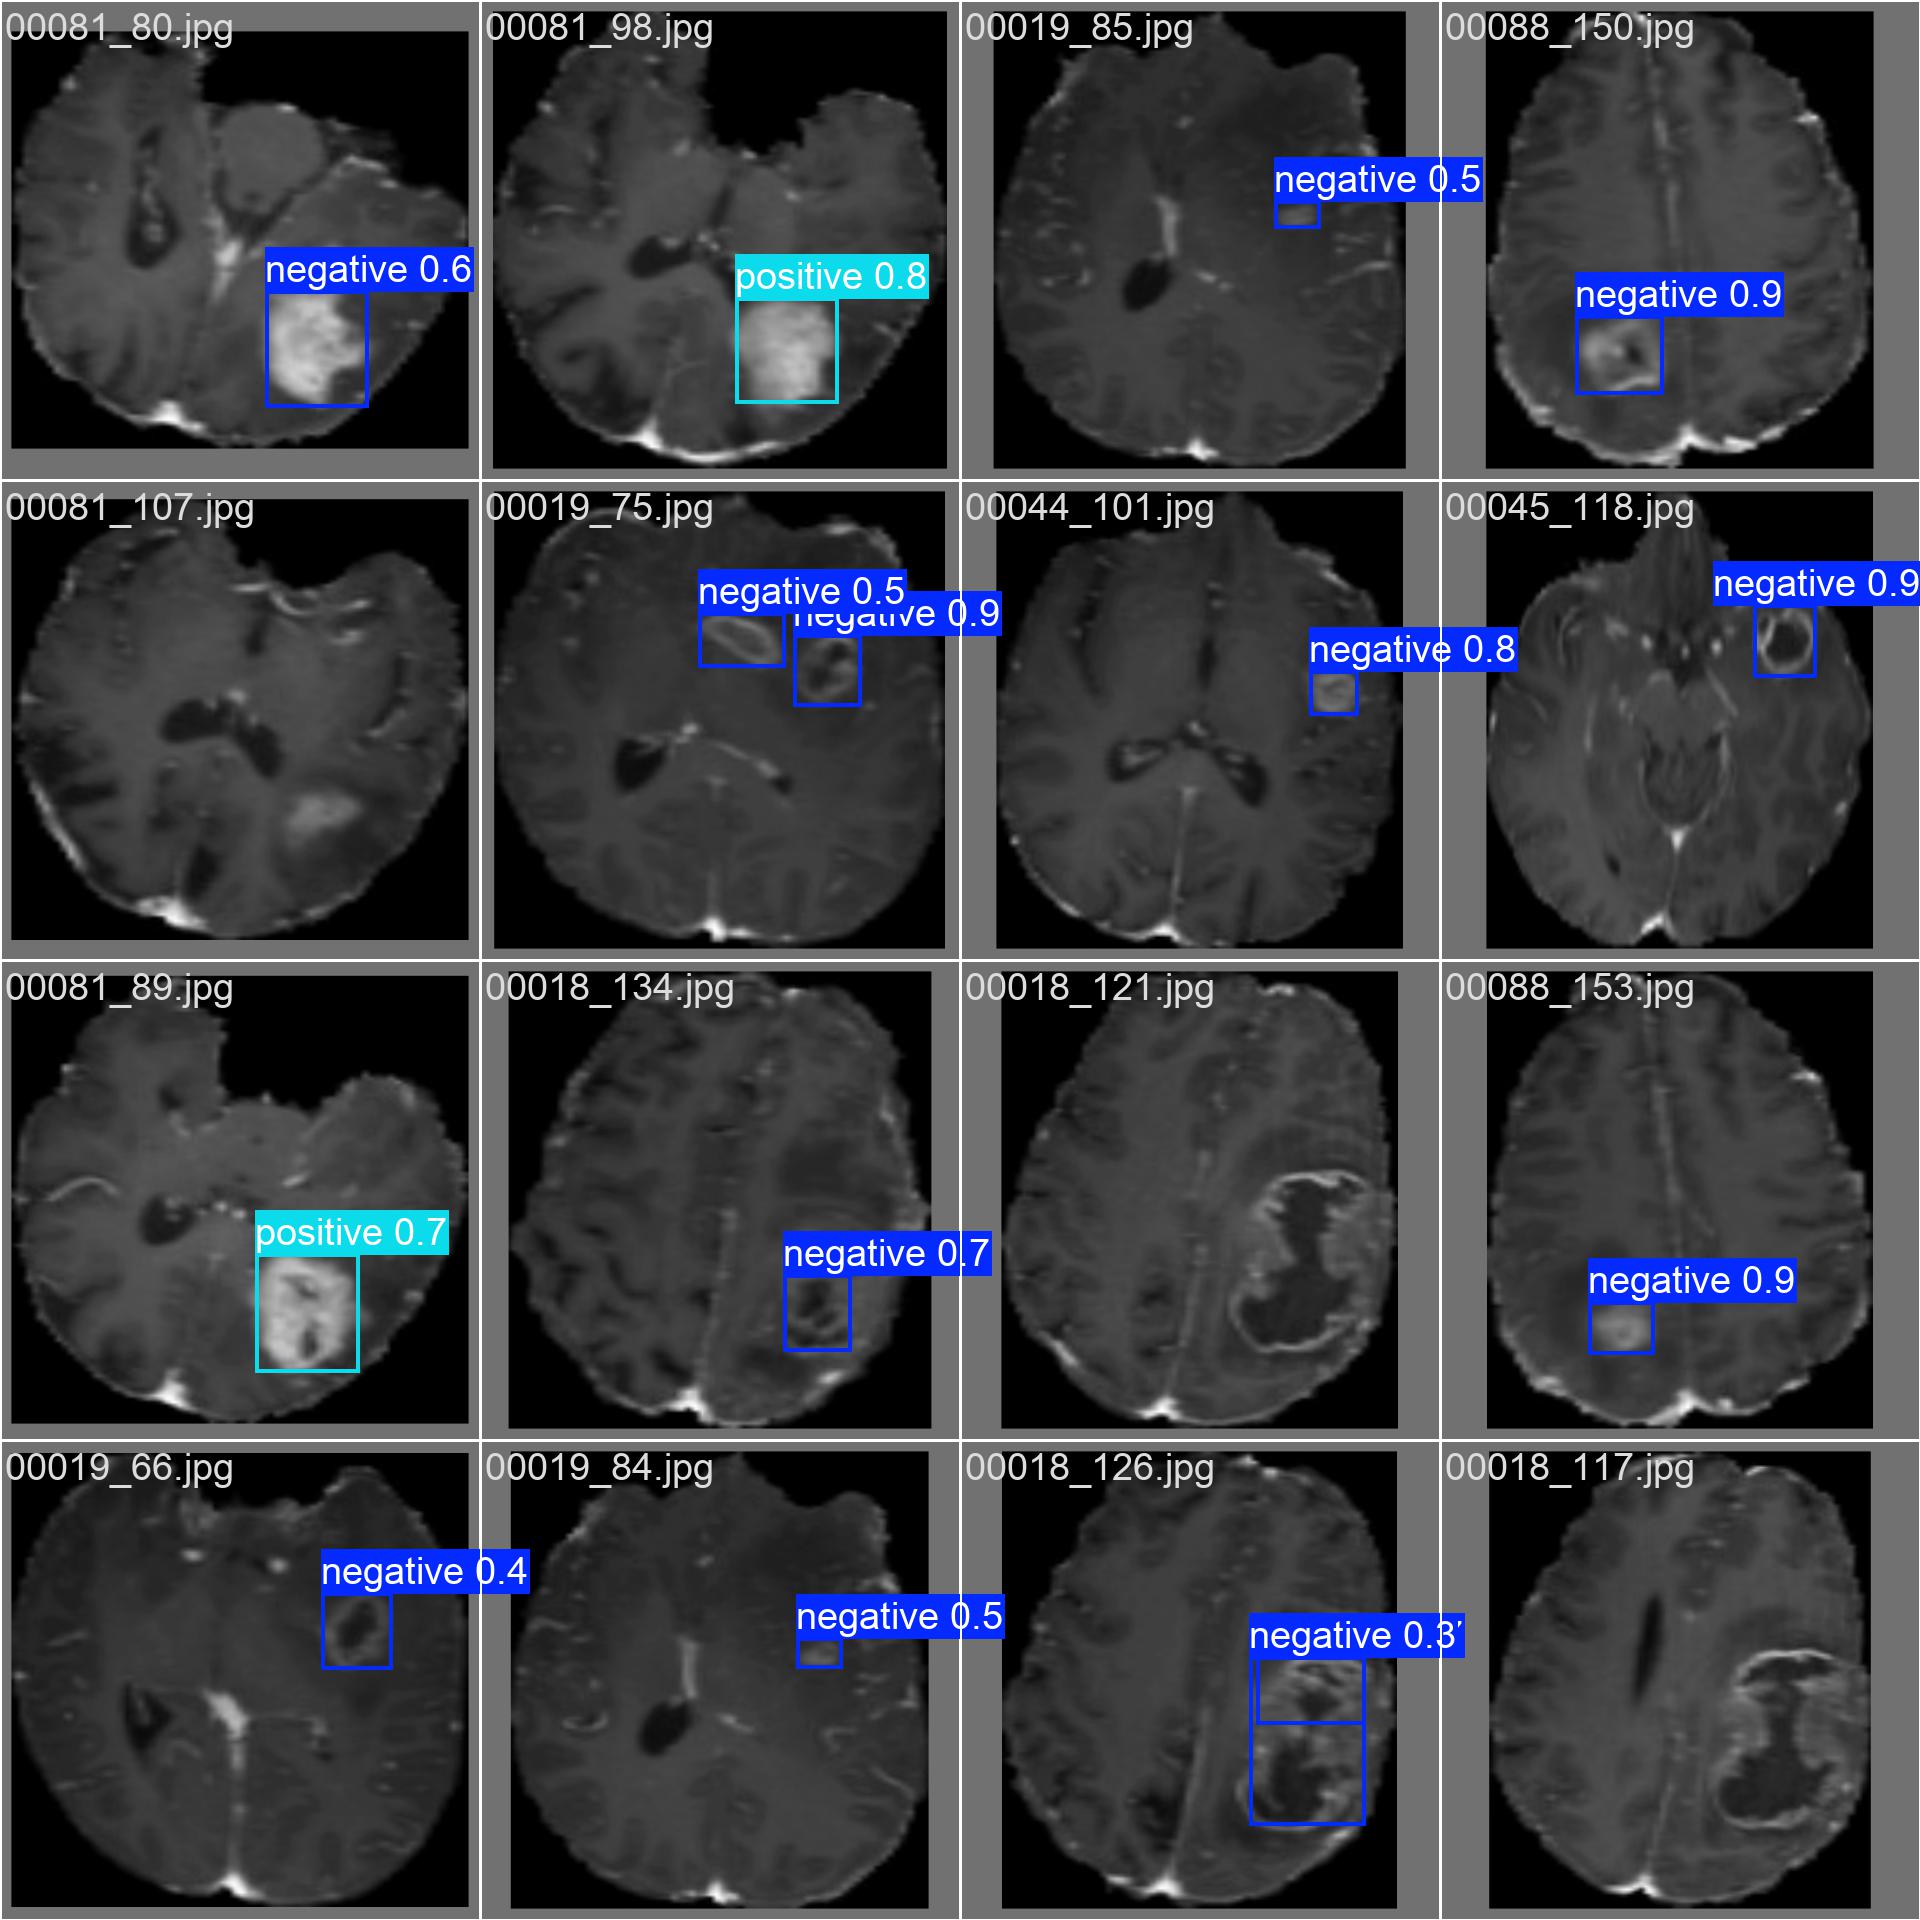 00081_80.jpg
negative 0.6
00081_98.jpg
positive 0.8
00019_85.jpg
negative 0.5
00088_150.jpg
negative 0.9
00081_107.jpg
00019_75.jpg
negative 0.5
negative 0.9
00044_101.jpg
negative 0.8
00045_118.jpg
negative 0.9
00081_89.jpg
positive 0.7
00018_134.jpg
negative 0.7
00018_121.jpg
00088_153.jpg
negative 0.9
00019_66.jpg
negative 0.4
00019_84.jpg
negative 0.5
00018_126.jpg
negative 0.3
00018_117.jpg